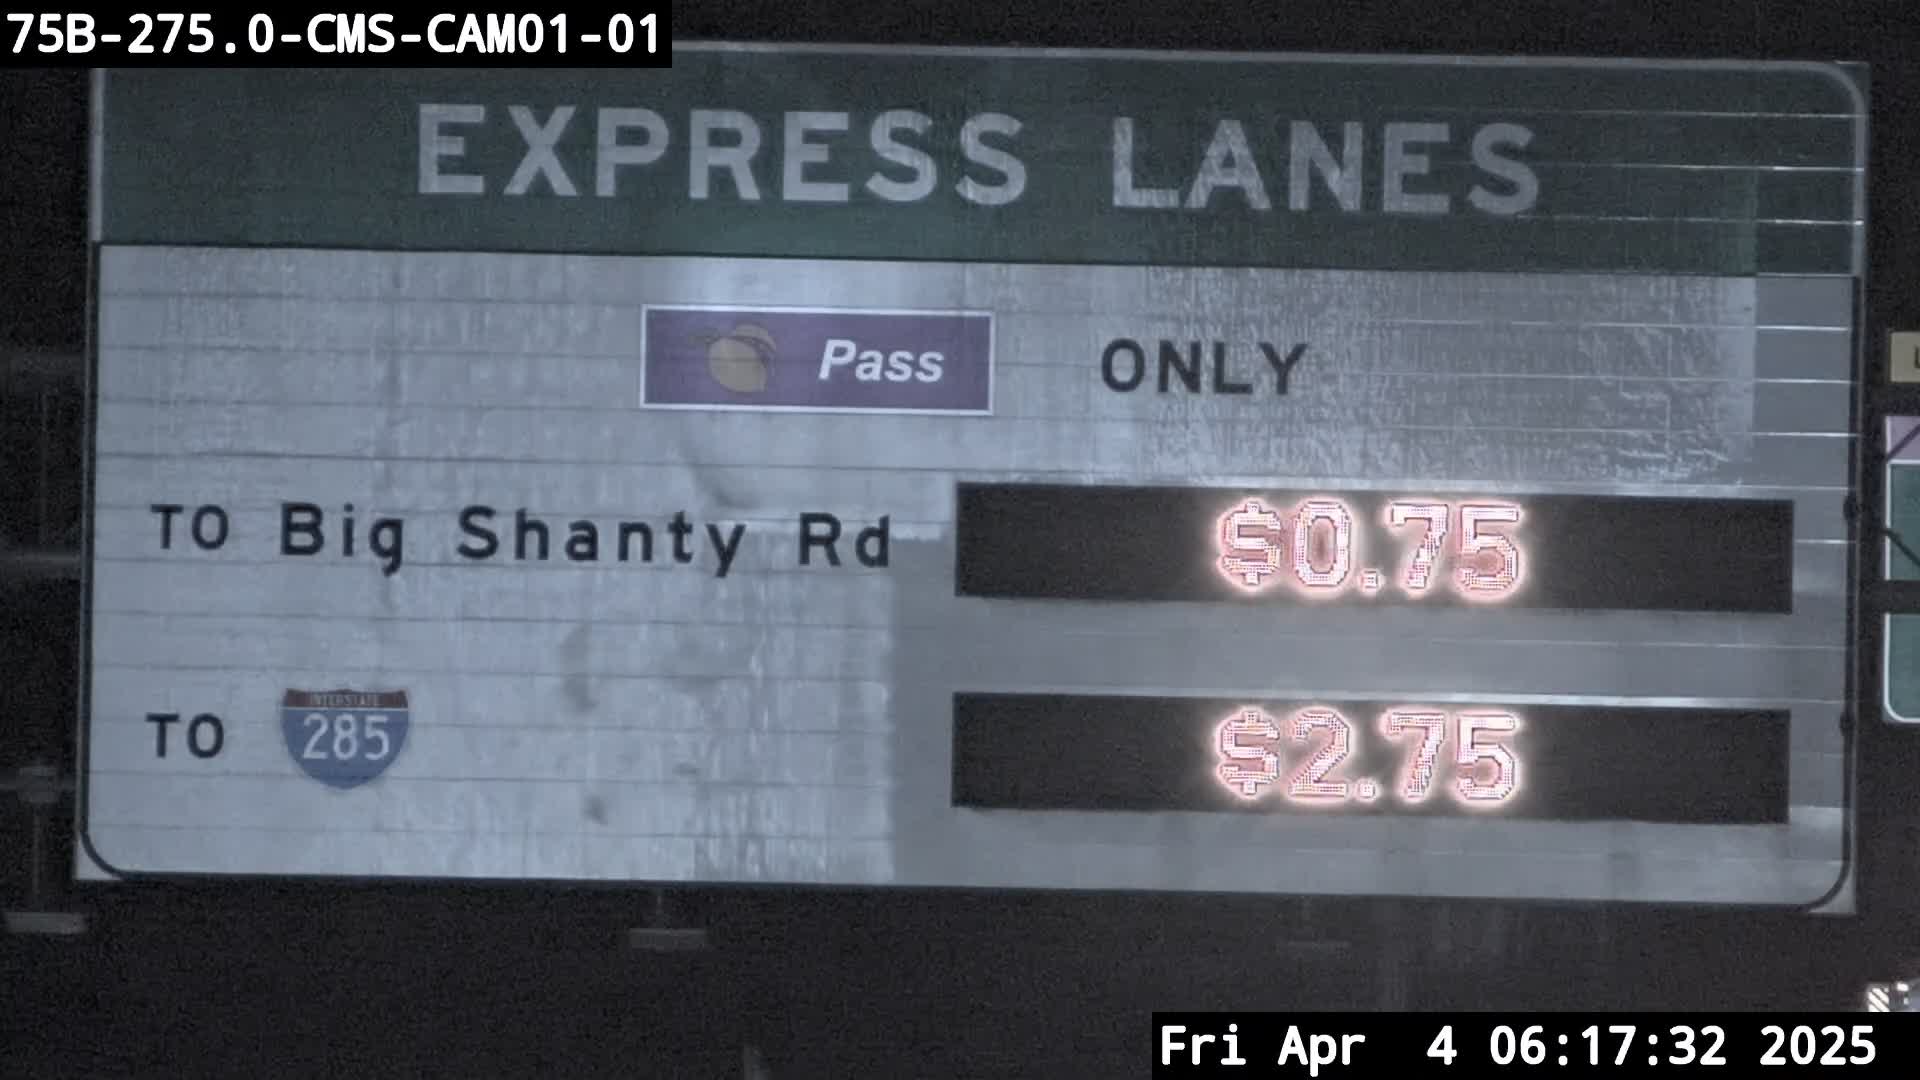 75B-275.0-CMS-CAM01-01
EXPRESS LANES
Pass ONLY
TO Big Shanty Rd $0.75
INTERSTATE
TO 285 $2.75
Fri Apr 4 06:17:32 2025